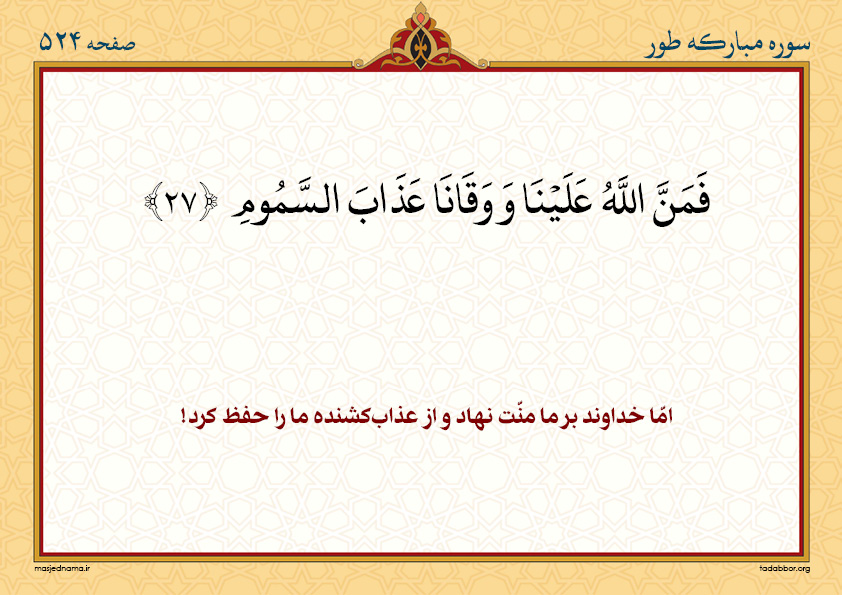 سوره مبارکه طور
صفحه ۵۲۴
فَمَنَّ اللَّهُ عَلَيْنَا وَ وَقَانَا عَذَابَ السَّمُومِ ﴿۲۷﴾
امّا خداوند بر ما منّت نهاد و از عذاب‌کشنده ما را حفظ کرد!
masjednama.ir
tadabbor.org